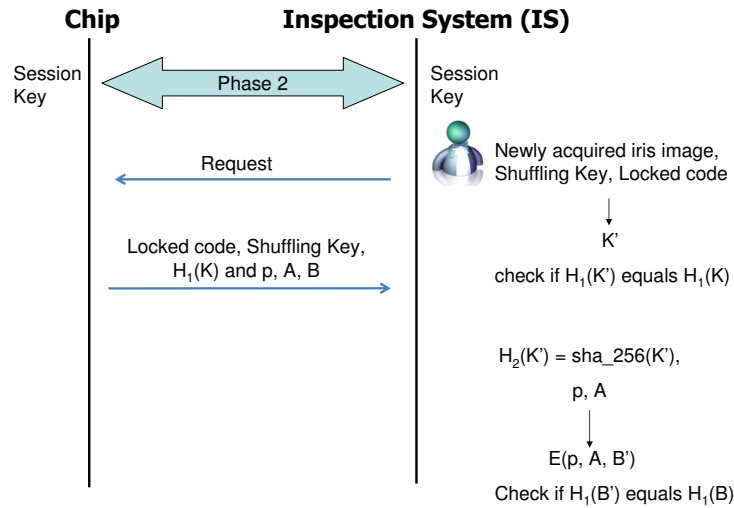 Chip
Inspection System (IS)
Session
Key
Phase 2
Session
Key
Newly acquired iris image,
Shuffling Key, Locked code
Request
K'
Locked code, Shuffling Key,
H₁(K) and p, A, B
check if H₁(K') equals H₁(K)
H₂(K') = sha_256(K'),
p, A
E(p, A, B')
Check if H₁(B') equals H₁(B)